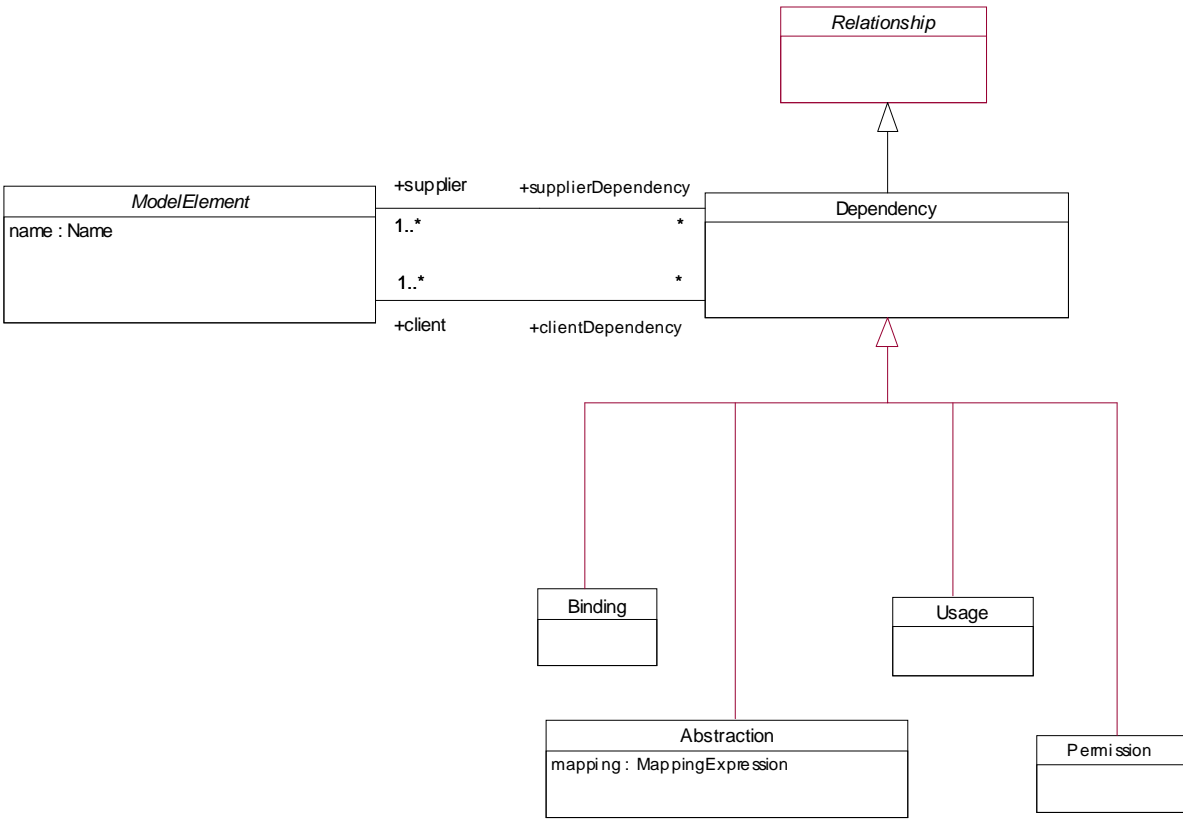 Relationship
ModelElement
name : Name
+supplier
+supplierDependency
1..*
*
1..*
*
+client
+clientDependency
Dependency
Binding
Usage
Abstraction
mapping : MappingExpression
Permission